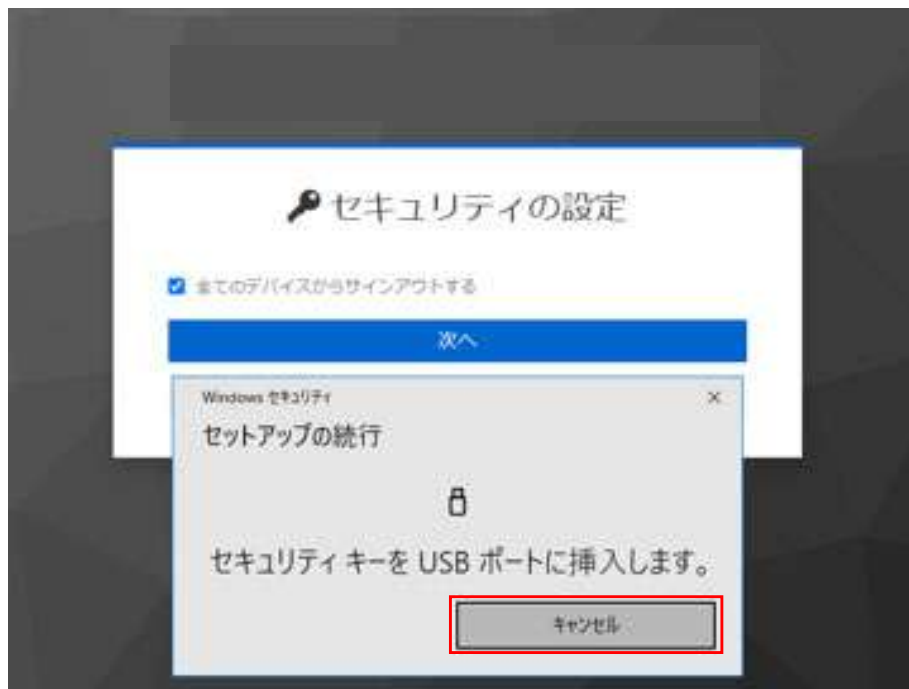 セキュリティの設定
全てのデバイスからサインアウトする
次へ
Windows セキュリティ
セットアップの続行
セキュリティ キーを USB ポートに挿入します。
キャンセル